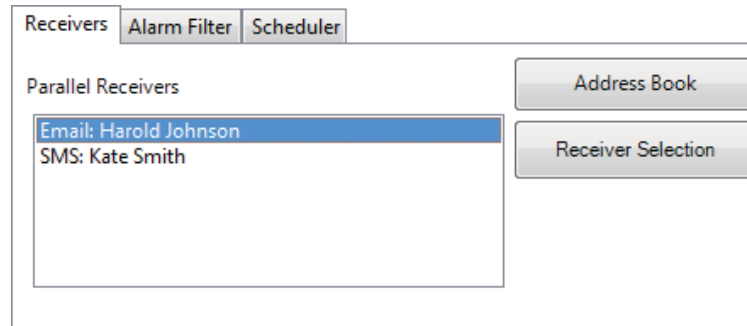 Receivers Alarm Filter Scheduler
Parallel Receivers
Address Book
Email: Harold Johnson
SMS: Kate Smith
Receiver Selection